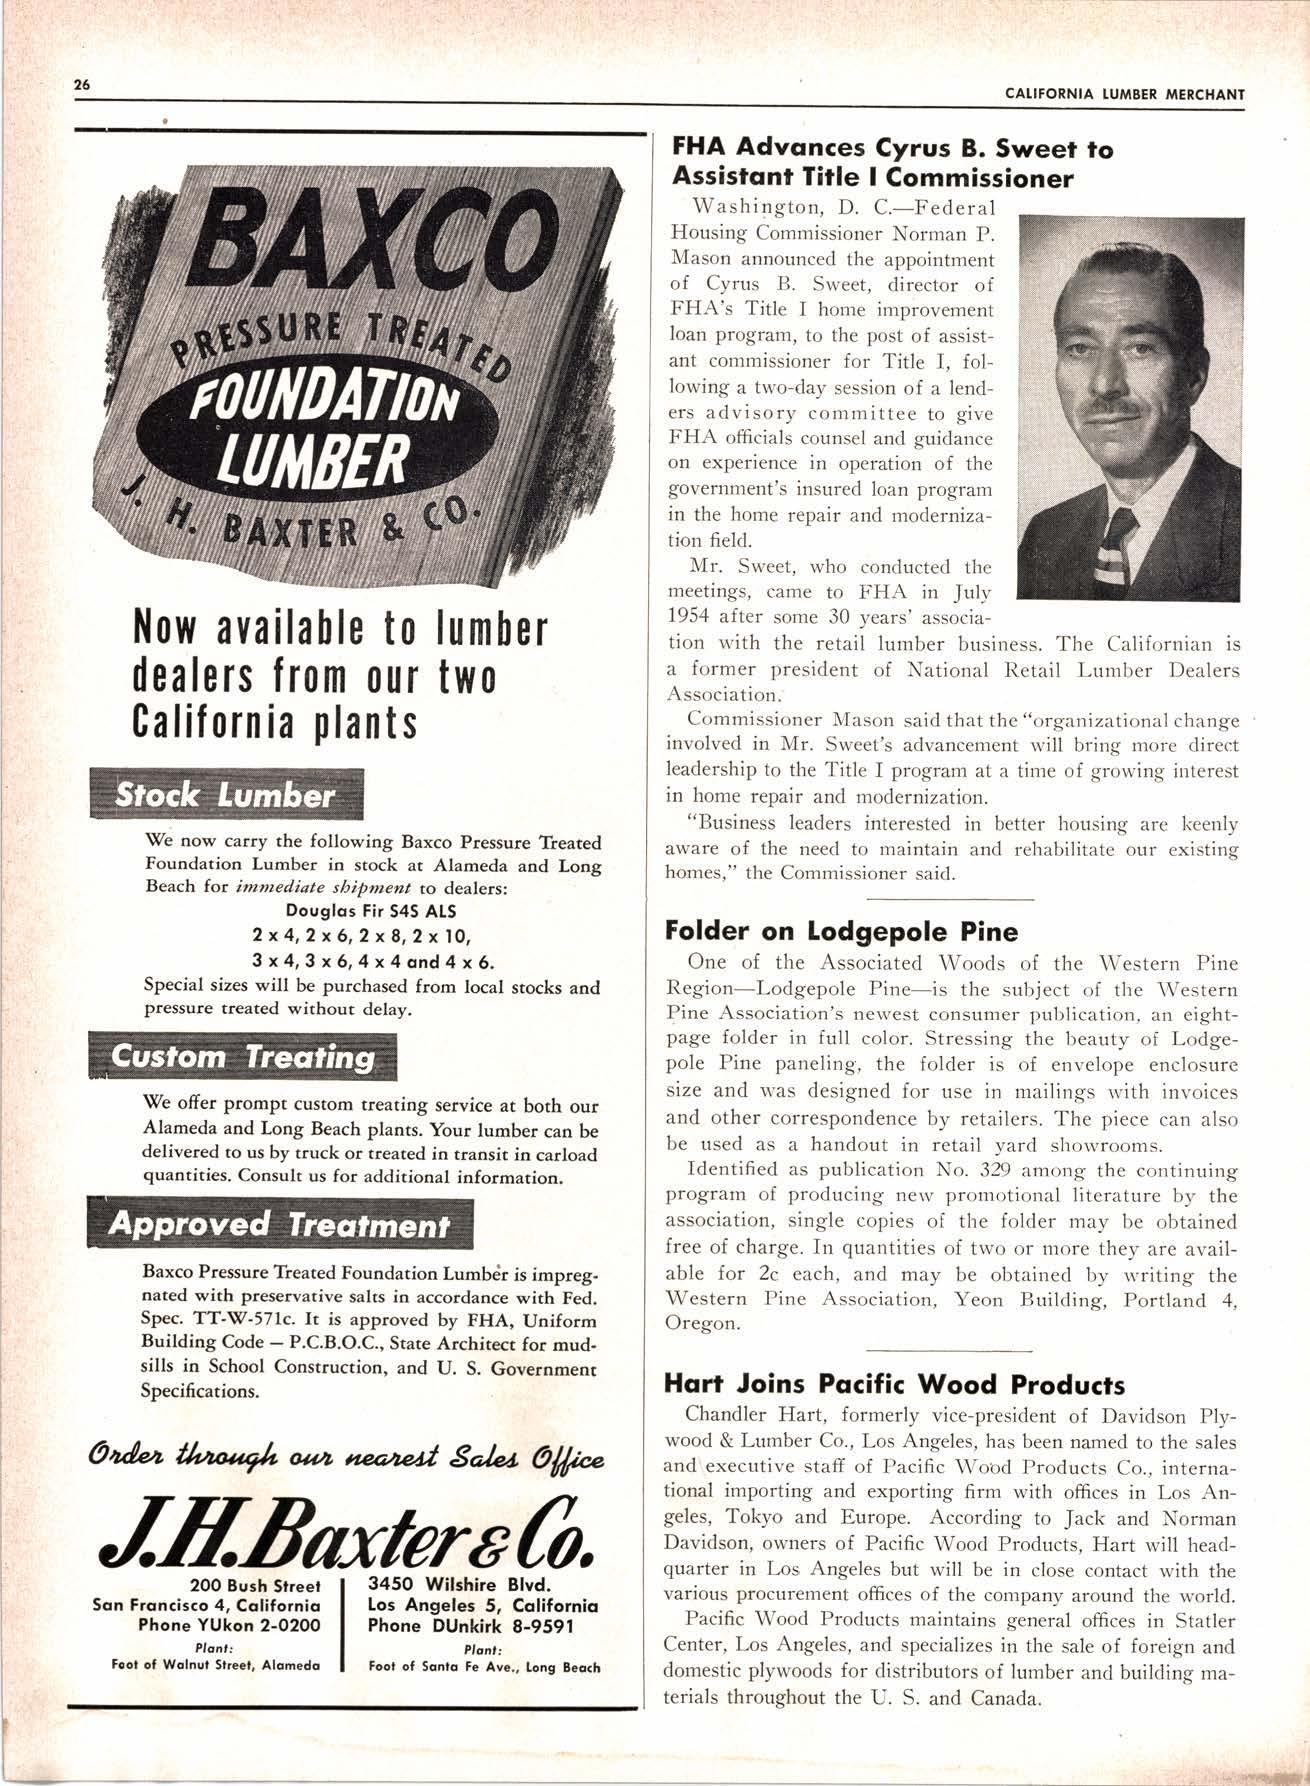 26
CALIFORNIA LUMBER MERCHANT
BAXCO
PRESSURE TREATED
FOUNDATION
LUMBER
J. H. BAXTER & CO.
Now available to lumber
dealers from our two
California plants
Stock Lumber
We now carry the following Baxco Pressure Treated
Foundation Lumber in stock at Alameda and Long
Beach for immediate shipment to dealers:
Douglas Fir S4S ALS
2 x 4, 2 x 6, 2 x 8, 2 x 10,
3 x 4, 3 x 6, 4 x 4 and 4 x 6.
Special sizes will be purchased from local stocks and
pressure treated without delay.
Custom Treating
We offer prompt custom treating service at both our
Alameda and Long Beach plants. Your lumber can be
delivered to us by truck or treated in transit in carload
quantities. Consult us for additional information.
Approved Treatment
Baxco Pressure Treated Foundation Lumber is impreg-
nated with preservative salts in accordance with Fed.
Spec. TT-W-571c. It is approved by FHA, Uniform
Building Code — P.C.B.O.C., State Architect for mud-
sills in School Construction, and U. S. Government
Specifications.
Order through our nearest Sales Office
J.H.Baxter & Co.
200 Bush Street
San Francisco 4, California
Phone YUkon 2-0200
Plant:
Foot of Walnut Street, Alameda
3450 Wilshire Blvd.
Los Angeles 5, California
Phone DUnkirk 8-9591
Plant:
Foot of Santa Fe Ave., Long Beach
FHA Advances Cyrus B. Sweet to
Assistant Title I Commissioner
Washington, D. C.—Federal
Housing Commissioner Norman P.
Mason announced the appointment
of Cyrus B. Sweet, director of
FHA's Title I home improvement
loan program, to the post of assist-
ant commissioner for Title I, fol-
lowing a two-day session of a lend-
ers advisory committee to give
FHA officials counsel and guidance
on experience in operation of the
government's insured loan program
in the home repair and moderniza-
tion field.
Mr. Sweet, who conducted the
meetings, came to FHA in July
1954 after some 30 years' associa-
tion with the retail lumber business. The Californian is
a former president of National Retail Lumber Dealers
Association.
Commissioner Mason said that the "organizational change
involved in Mr. Sweet's advancement will bring more direct
leadership to the Title I program at a time of growing interest
in home repair and modernization.
"Business leaders interested in better housing are keenly
aware of the need to maintain and rehabilitate our existing
homes," the Commissioner said.
Folder on Lodgepole Pine
One of the Associated Woods of the Western Pine
Region—Lodgepole Pine—is the subject of the Western
Pine Association's newest consumer publication, an eight-
page folder in full color. Stressing the beauty of Lodge-
pole Pine paneling, the folder is of envelope enclosure
size and was designed for use in mailings with invoices
and other correspondence by retailers. The piece can also
be used as a handout in retail yard showrooms.
Identified as publication No. 329 among the continuing
program of producing new promotional literature by the
association, single copies of the folder may be obtained
free of charge. In quantities of two or more they are avail-
able for 2c each, and may be obtained by writing the
Western Pine Association, Yeon Building, Portland 4,
Oregon.
Hart Joins Pacific Wood Products
Chandler Hart, formerly vice-president of Davidson Ply-
wood & Lumber Co., Los Angeles, has been named to the sales
and executive staff of Pacific Wood Products Co., interna-
tional importing and exporting firm with offices in Los An-
geles, Tokyo and Europe. According to Jack and Norman
Davidson, owners of Pacific Wood Products, Hart will head-
quarter in Los Angeles but will be in close contact with the
various procurement offices of the company around the world.
Pacific Wood Products maintains general offices in Statler
Center, Los Angeles, and specializes in the sale of foreign and
domestic plywoods for distributors of lumber and building ma-
terials throughout the U. S. and Canada.